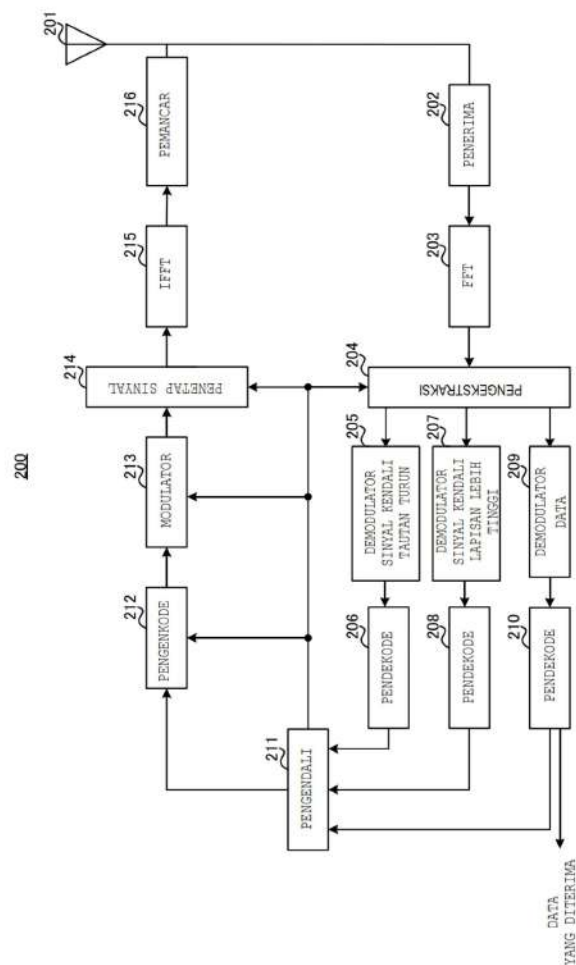 200
201
216
PEMANCAR
215
IFFT
214
PENETAP SINYAL
213
MODULATOR
212
PENGENKODE
211
PENGENDALI
202
PENERIMA
203
FFT
204
PENGEKSTRAKSI
205
DEMODULATOR
SINYAL KENDALI
TAUTAN TURUN
206
PENDEKODE
207
DEMODULATOR
SINYAL KENDALI
LAPISAN LEBIH
TINGGI
208
PENDEKODE
209
DEMODULATOR
DATA
210
PENDEKODE
DATA
YANG DITERIMA